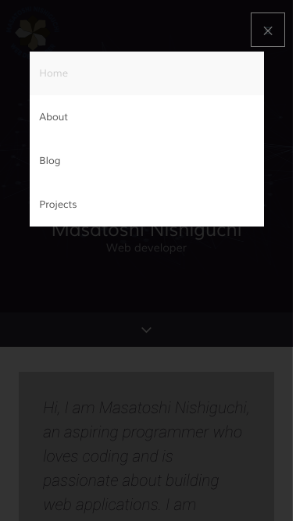 Home
About
Blog
Projects
Masatoshi Nishiguchi
Web developer
Hi, I am Masatoshi Nishiguchi,
an aspiring programmer who
loves coding and is
passionate about building
web applications. I am